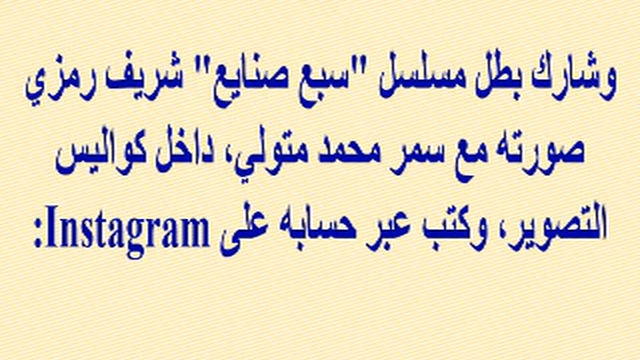 وشارك بطل مسلسل "سبع صنايع" شريف رمزي
صورته مع سمر محمد متولي، داخل كواليس
التصوير، وكتب عبر حسابه على Instagram: